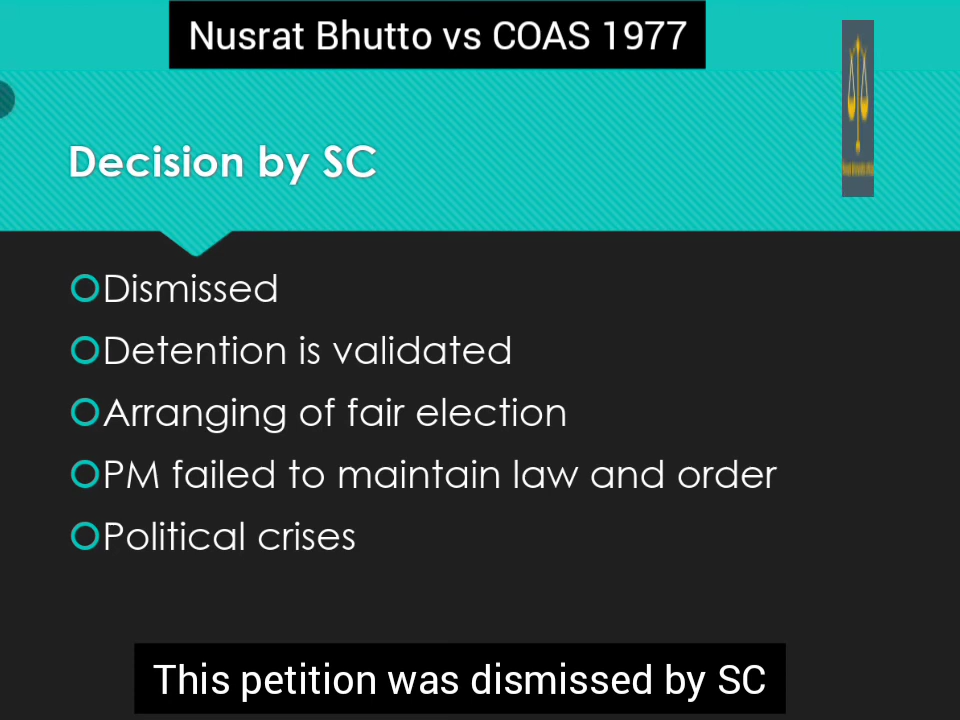 Nusrat Bhutto vs COAS 1977
Decision by SC
Dismissed
Detention is validated
Arranging of fair election
PM failed to maintain law and order
Political crises
This petition was dismissed by SC